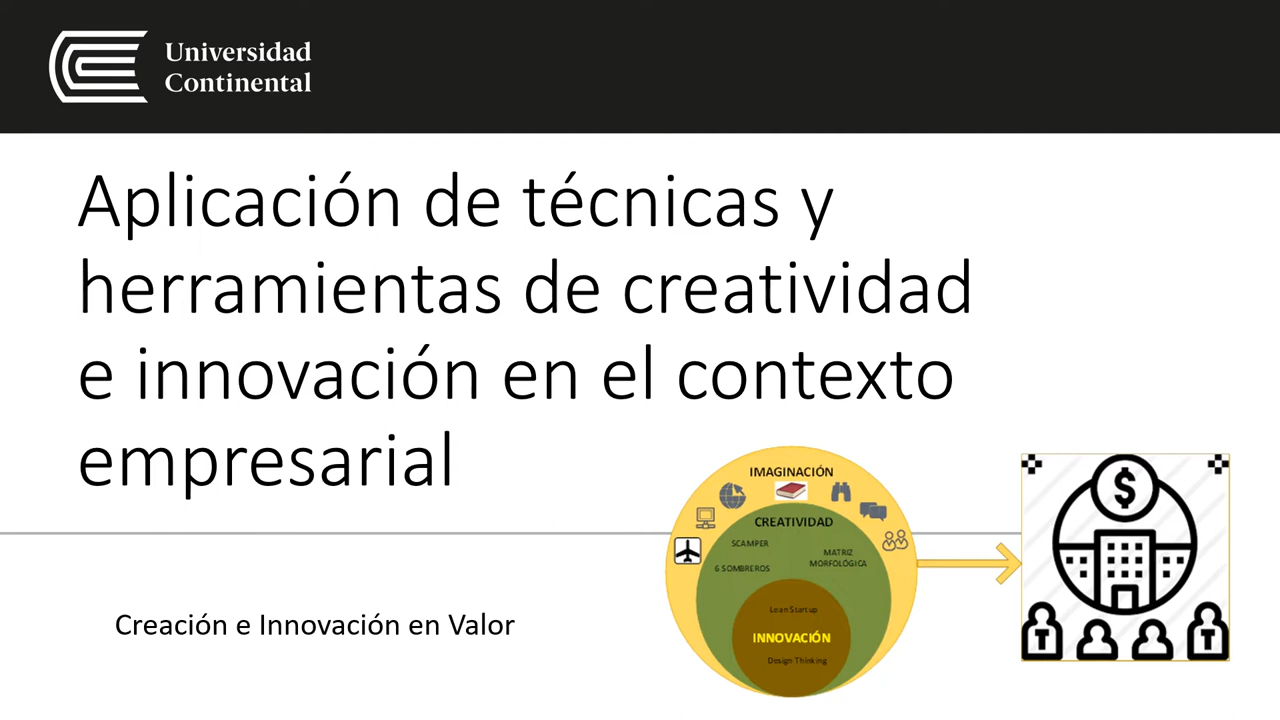 Universidad
Continental
Aplicación de técnicas y
herramientas de creatividad
e innovación en el contexto
empresarial
IMAGINACIÓN
CREATIVIDAD
SCAMPER
MATRIZ
MORFOLÓGICA
6 SOMBREROS
Lean Startup
INNOVACIÓN
Design Thinking
$
T
T
Creación e Innovación en Valor